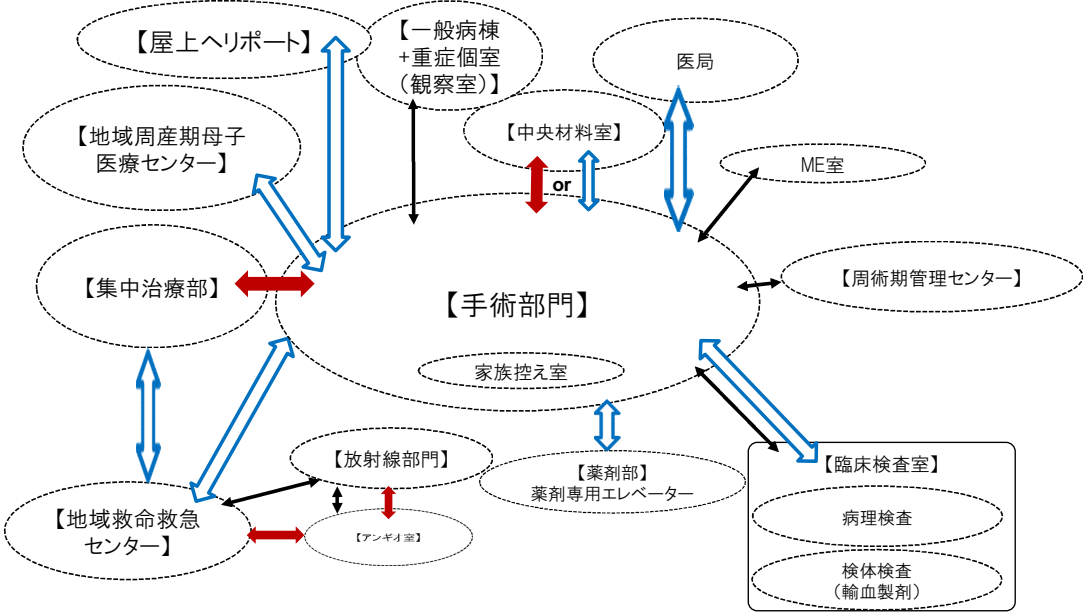 【屋上ヘリポート】
【一般病棟
+重症個室
(観察室)】
医局
【中央材料室】
【地域周産期母子
医療センター】
ME室
or
【集中治療部】
【手術部門】
【周術期管理センター】
家族控え室
【放射線部門】
【薬剤部】
薬剤専用エレベーター
【臨床検査室】
【地域救命救急
センター】
【アンギオ室】
病理検査
検体検査
(輸血製剤)